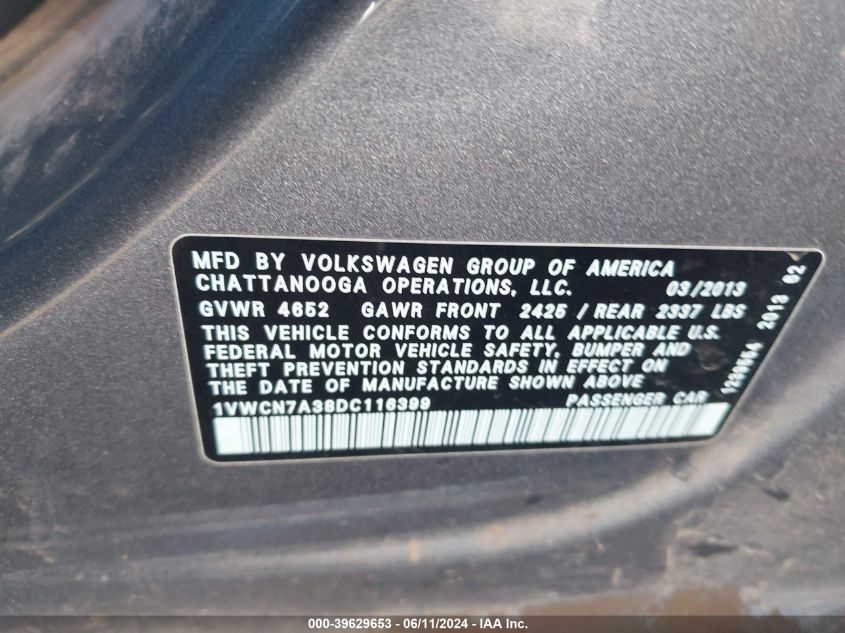 MFD BY VOLKSWAGEN GROUP OF AMERICA
CHATTANOOGA OPERATIONS, LLC. 03/2013
GVWR 4652 GAWR FRONT 2425 / REAR 2337 LBS
THIS VEHICLE CONFORMS TO ALL APPLICABLE U.S.
FEDERAL MOTOR VEHICLE SAFETY, BUMPER AND
THEFT PREVENTION STANDARDS IN EFFECT ON
THE DATE OF MANUFACTURE SHOWN ABOVE
1VWCN7A38DC116399 PASSENGER CAR
2013 02
000-39629653 - 06/11/2024 - IAA Inc.